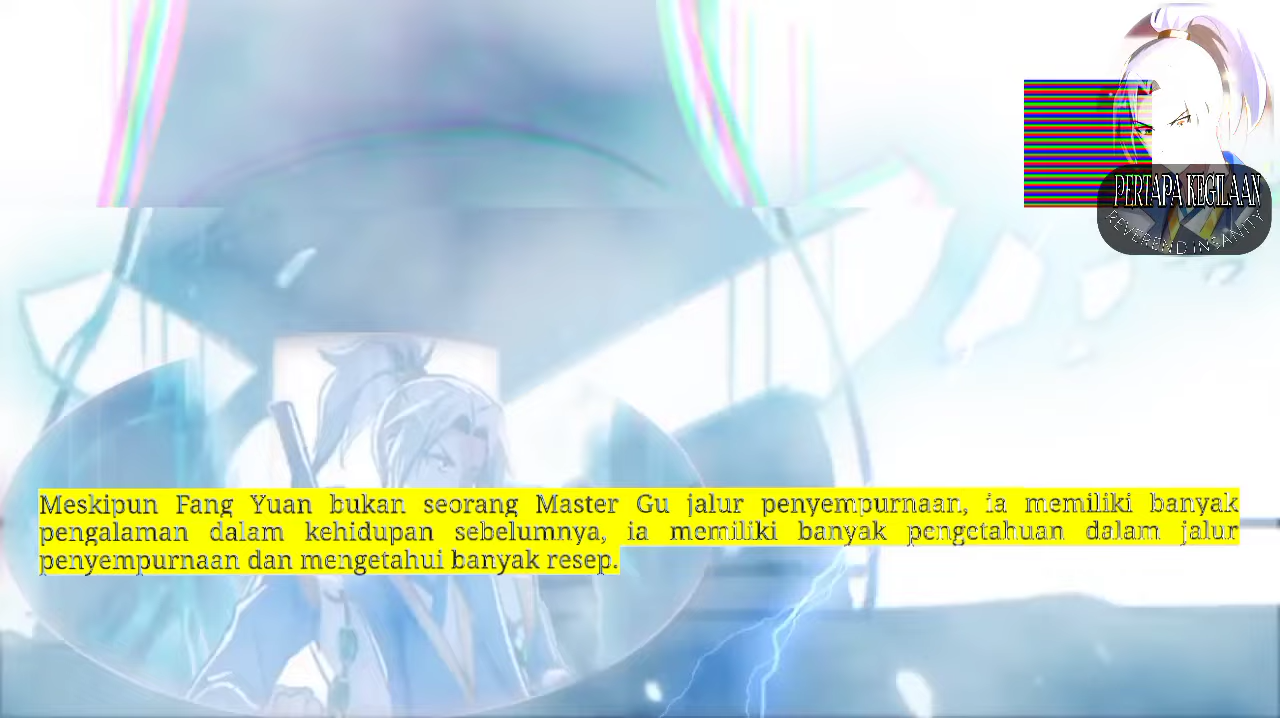 PERTAPA KEGILAAN
REVEREND INSANITY
Meskipun Fang Yuan bukan seorang Master Gu jalur penyempurnaan, ia memiliki banyak
pengalaman dalam kehidupan sebelumnya, ia memiliki banyak pengetahuan dalam jalur
penyempurnaan dan mengetahui banyak resep.